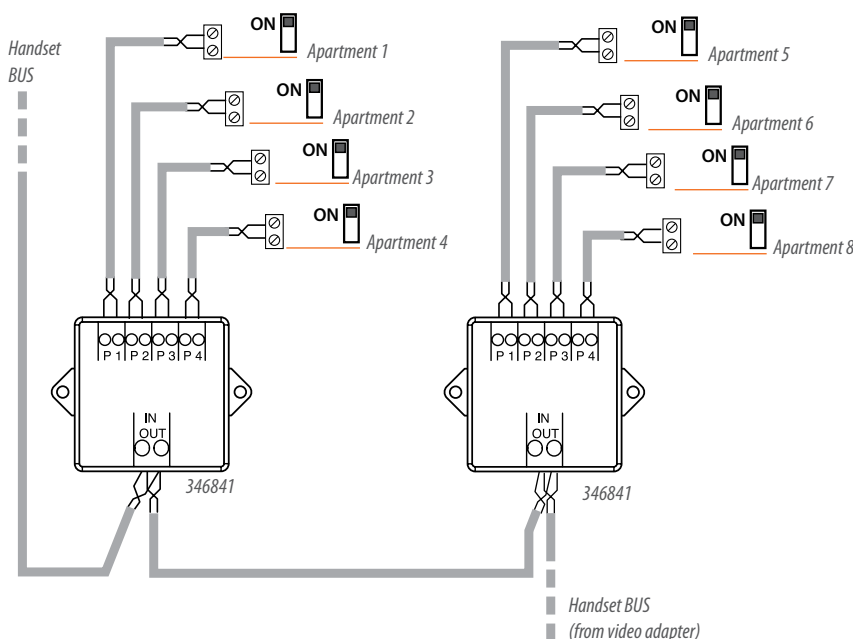 Handset
BUS
ON
Apartment 1
ON
Apartment 2
ON
Apartment 3
ON
Apartment 4
P 1 P 2 P 3 P 4
IN
OUT
346841
ON
Apartment 5
ON
Apartment 6
ON
Apartment 7
ON
Apartment 8
P 1 P 2 P 3 P 4
IN
OUT
346841
Handset BUS
(from video adapter)